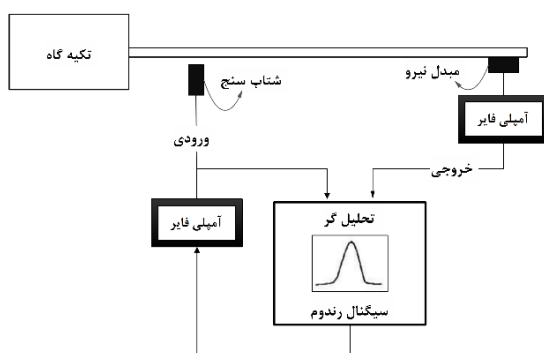 تکیه گاه
شتاب سنج
مبدل نیرو
آمپلی فایر
ورودی
خروجی
آمپلی فایر
تحلیل گر
سیگنال رندوم